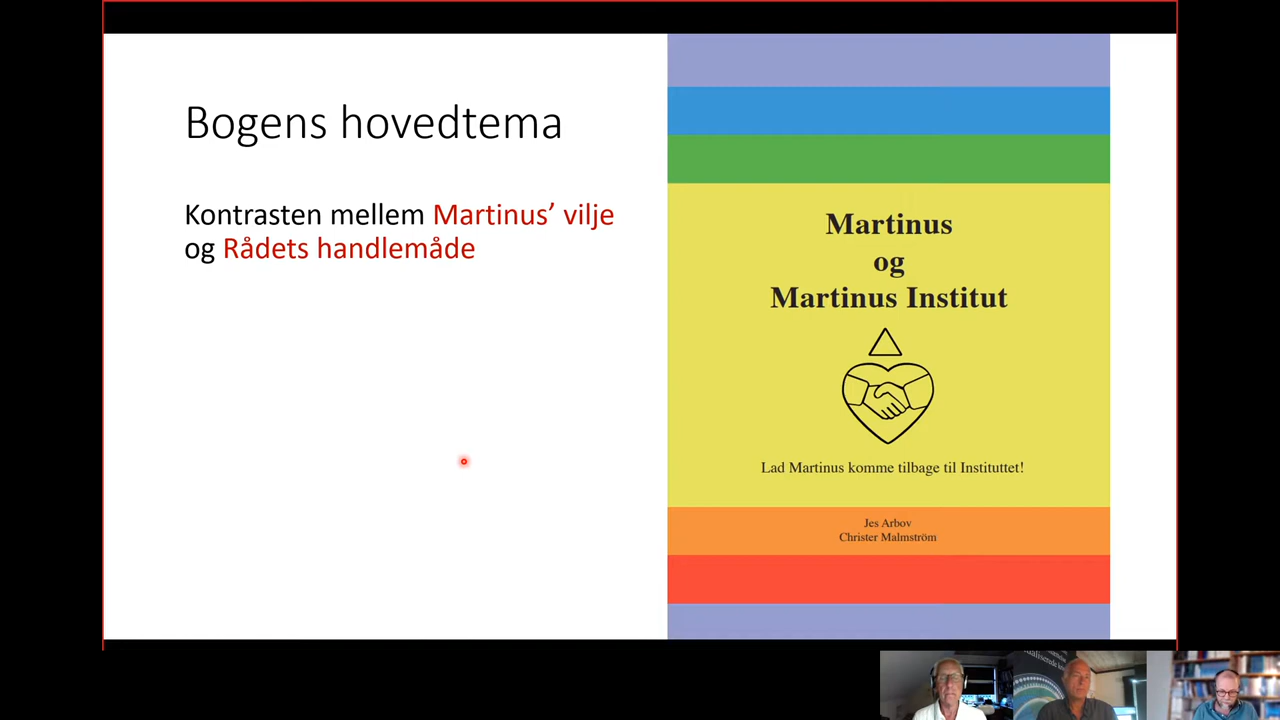 Bogens hovedtema
Kontrasten mellem Martinus’ vilje
og Rådets handlemåde
Martinus
og
Martinus Institut
Lad Martinus komme tilbage til Instituttet!
Jes Arbov
Christer Malmström